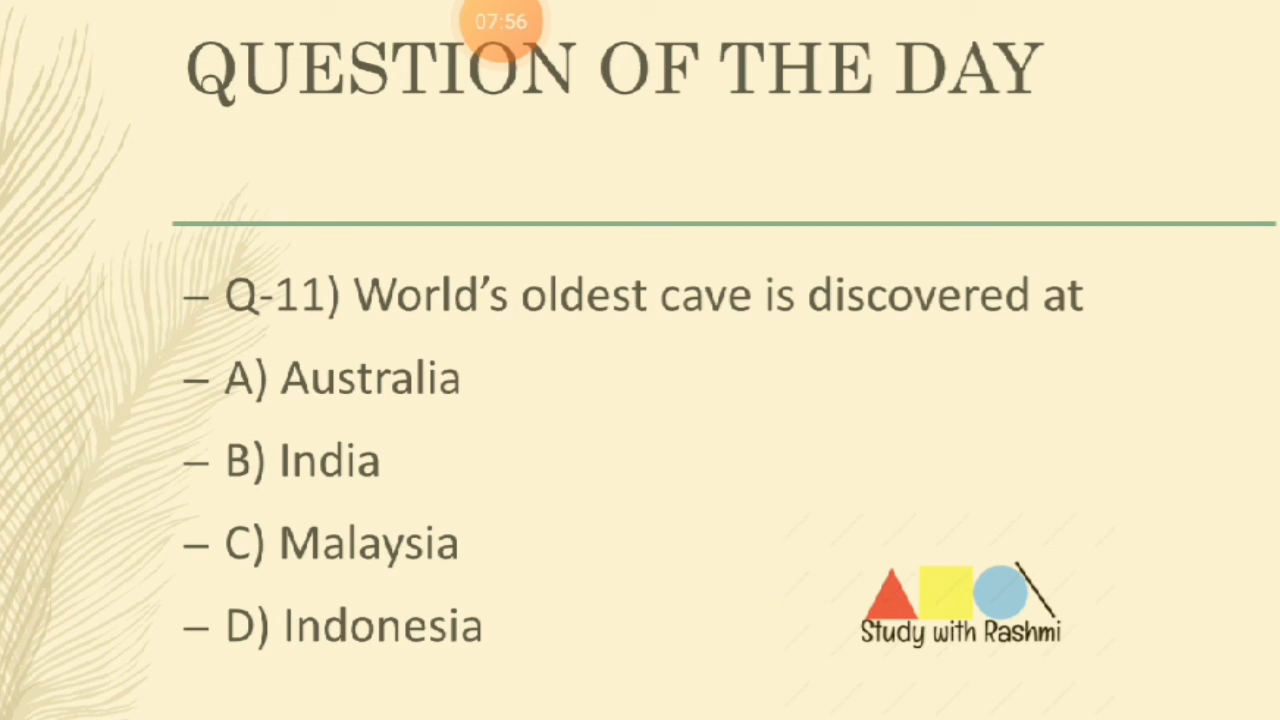 07:56
QUESTION OF THE DAY
– Q-11) World’s oldest cave is discovered at
– A) Australia
– B) India
– C) Malaysia
– D) Indonesia
Study with Rashmi